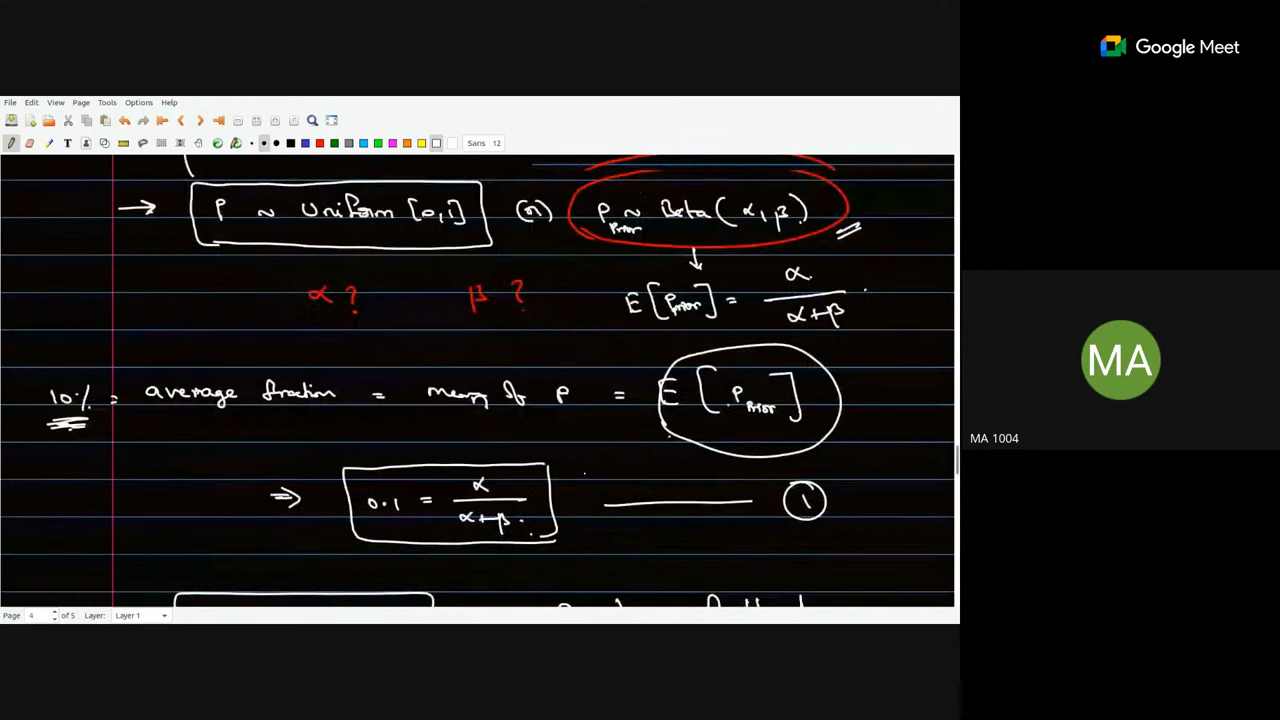 Google Meet
File Edit View Page Tools Options Help
Sans 12
→ P ~ Uniform [0,1] (or) P_prior ~ Beta(α, β)
α ? β ? E[P_prior] = α / (α+β)
10% = average fraction = mean of P = E[P_prior]
⇒ 0.1 = α / (α+β) ——— ①
MA
MA 1004
Page 4 of 5 Layer: Layer 1